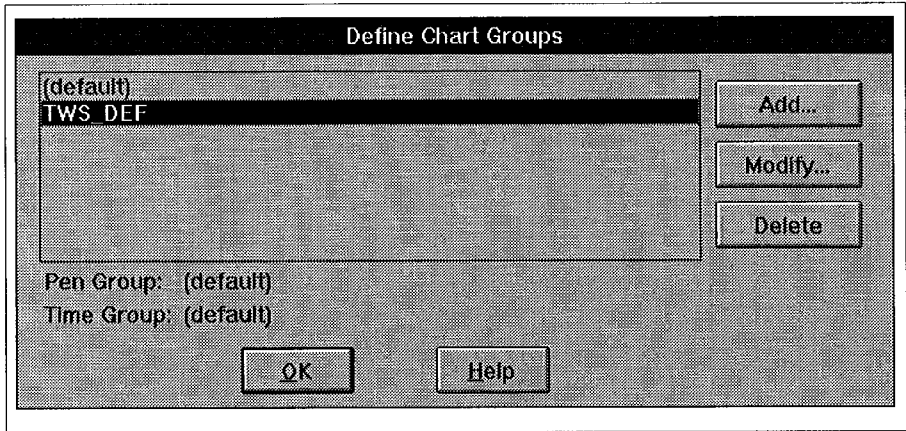 Define Chart Groups
(default)
TWS_DEF
Add...
Modify...
Delete
Pen Group: (default)
Time Group: (default)
OK
Help